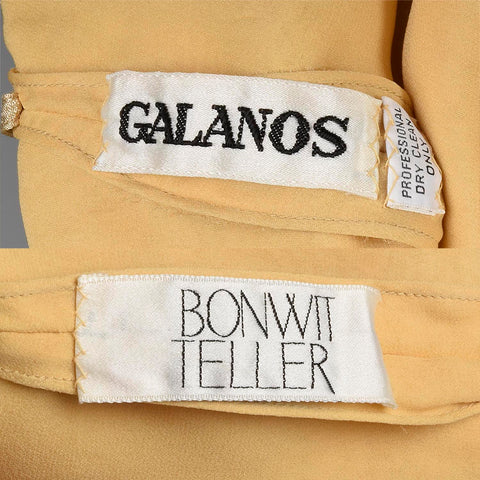 GALANOS
PROFESSIONAL
DRY CLEAN
ONLY
BONWIT
TELLER